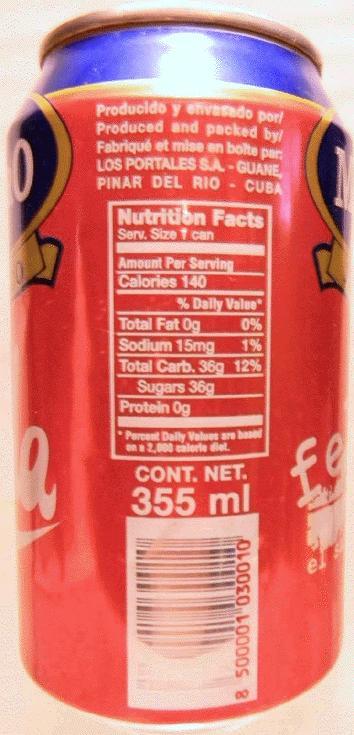 Producido y envasado por/
Produced and packed by/
Fabriqué et mise en boîte par:
LOS PORTALES S.A. - GUANE,
PINAR DEL RIO - CUBA
Nutrition Facts
Serv. Size 1 can
Amount Per Serving
Calories 140
% Daily Value*
Total Fat 0g 0%
Sodium 15mg 1%
Total Carb. 36g 12%
Sugars 36g
Protein 0g
* Percent Daily Values are based
on a 2,000 calorie diet.
CONT. NET.
355 ml
8 500001 030010
a
fe
el s